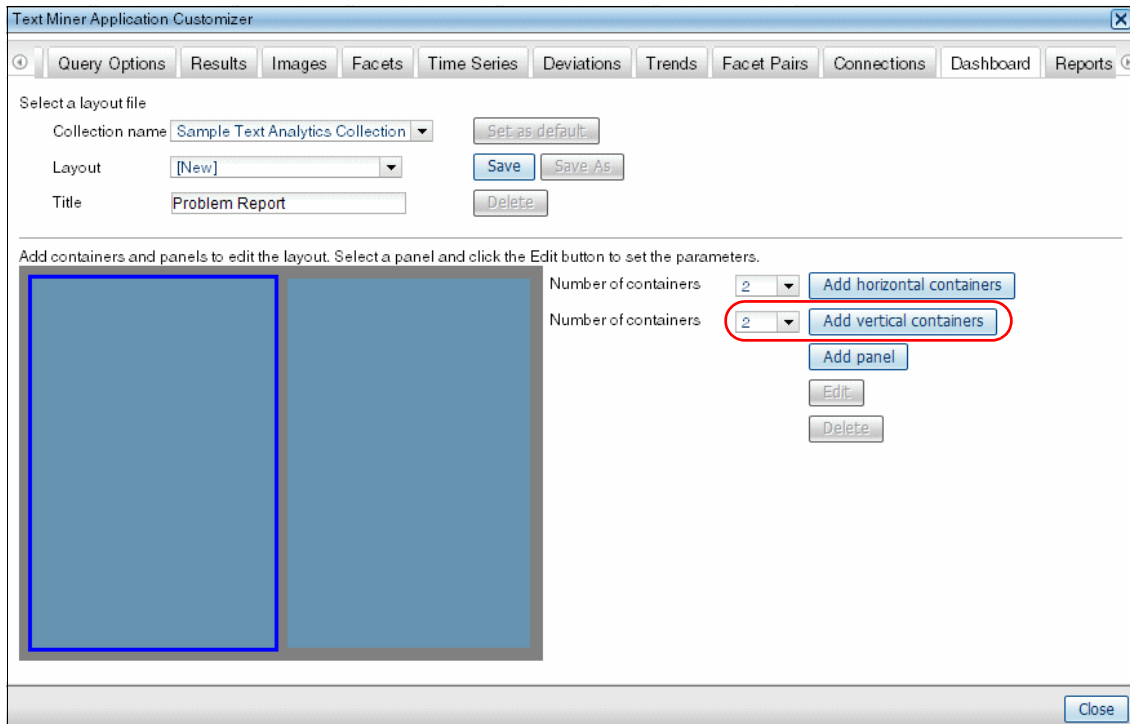 Text Miner Application Customizer
Query Options Results Images Facets Time Series Deviations Trends Facet Pairs Connections Dashboard Reports
Select a layout file
Collection name Sample Text Analytics Collection Set as default
Layout [New] Save Save As
Title Problem Report Delete
Add containers and panels to edit the layout. Select a panel and click the Edit button to set the parameters.
Number of containers 2 Add horizontal containers
Number of containers 2 Add vertical containers
Add panel
Edit
Delete
Close